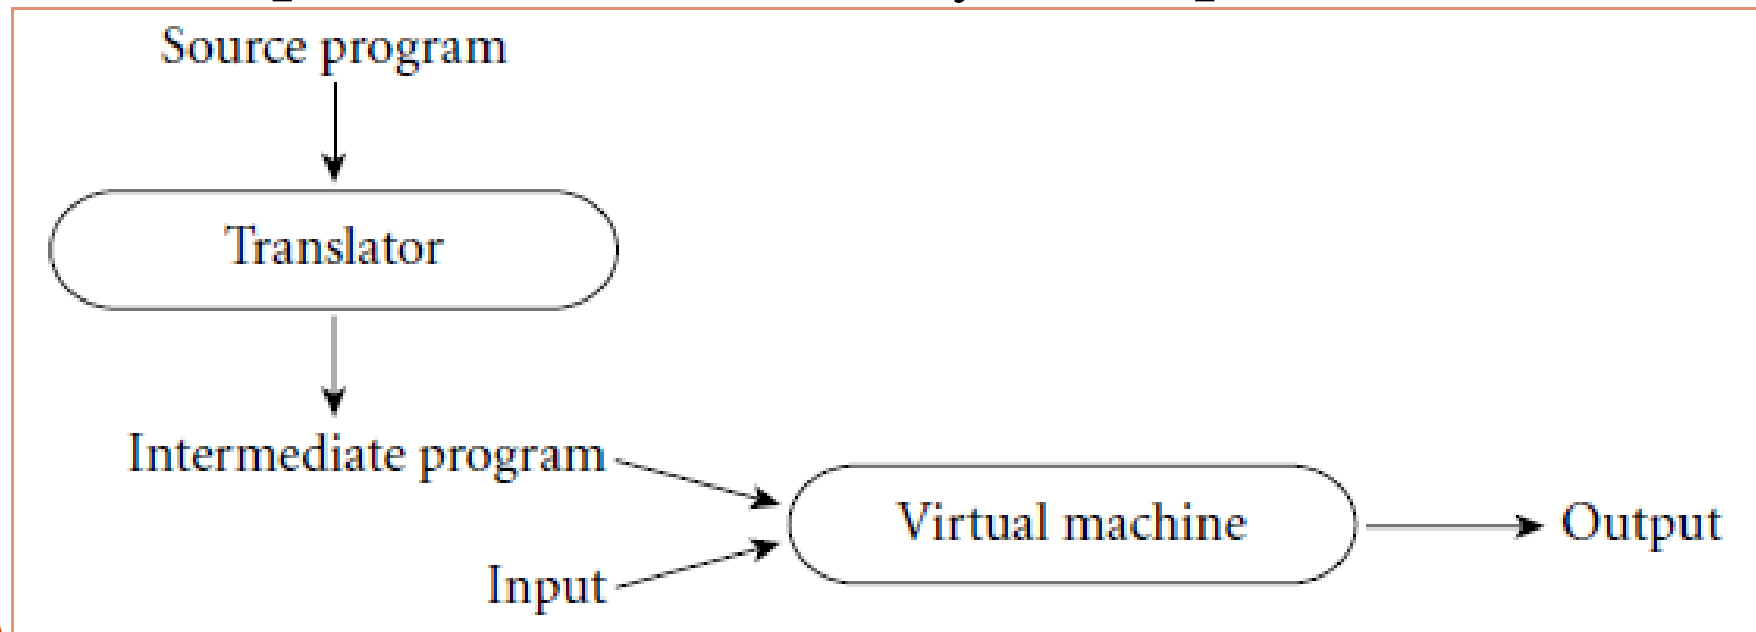 Source program
Translator
Intermediate program
Virtual machine
Output
Input